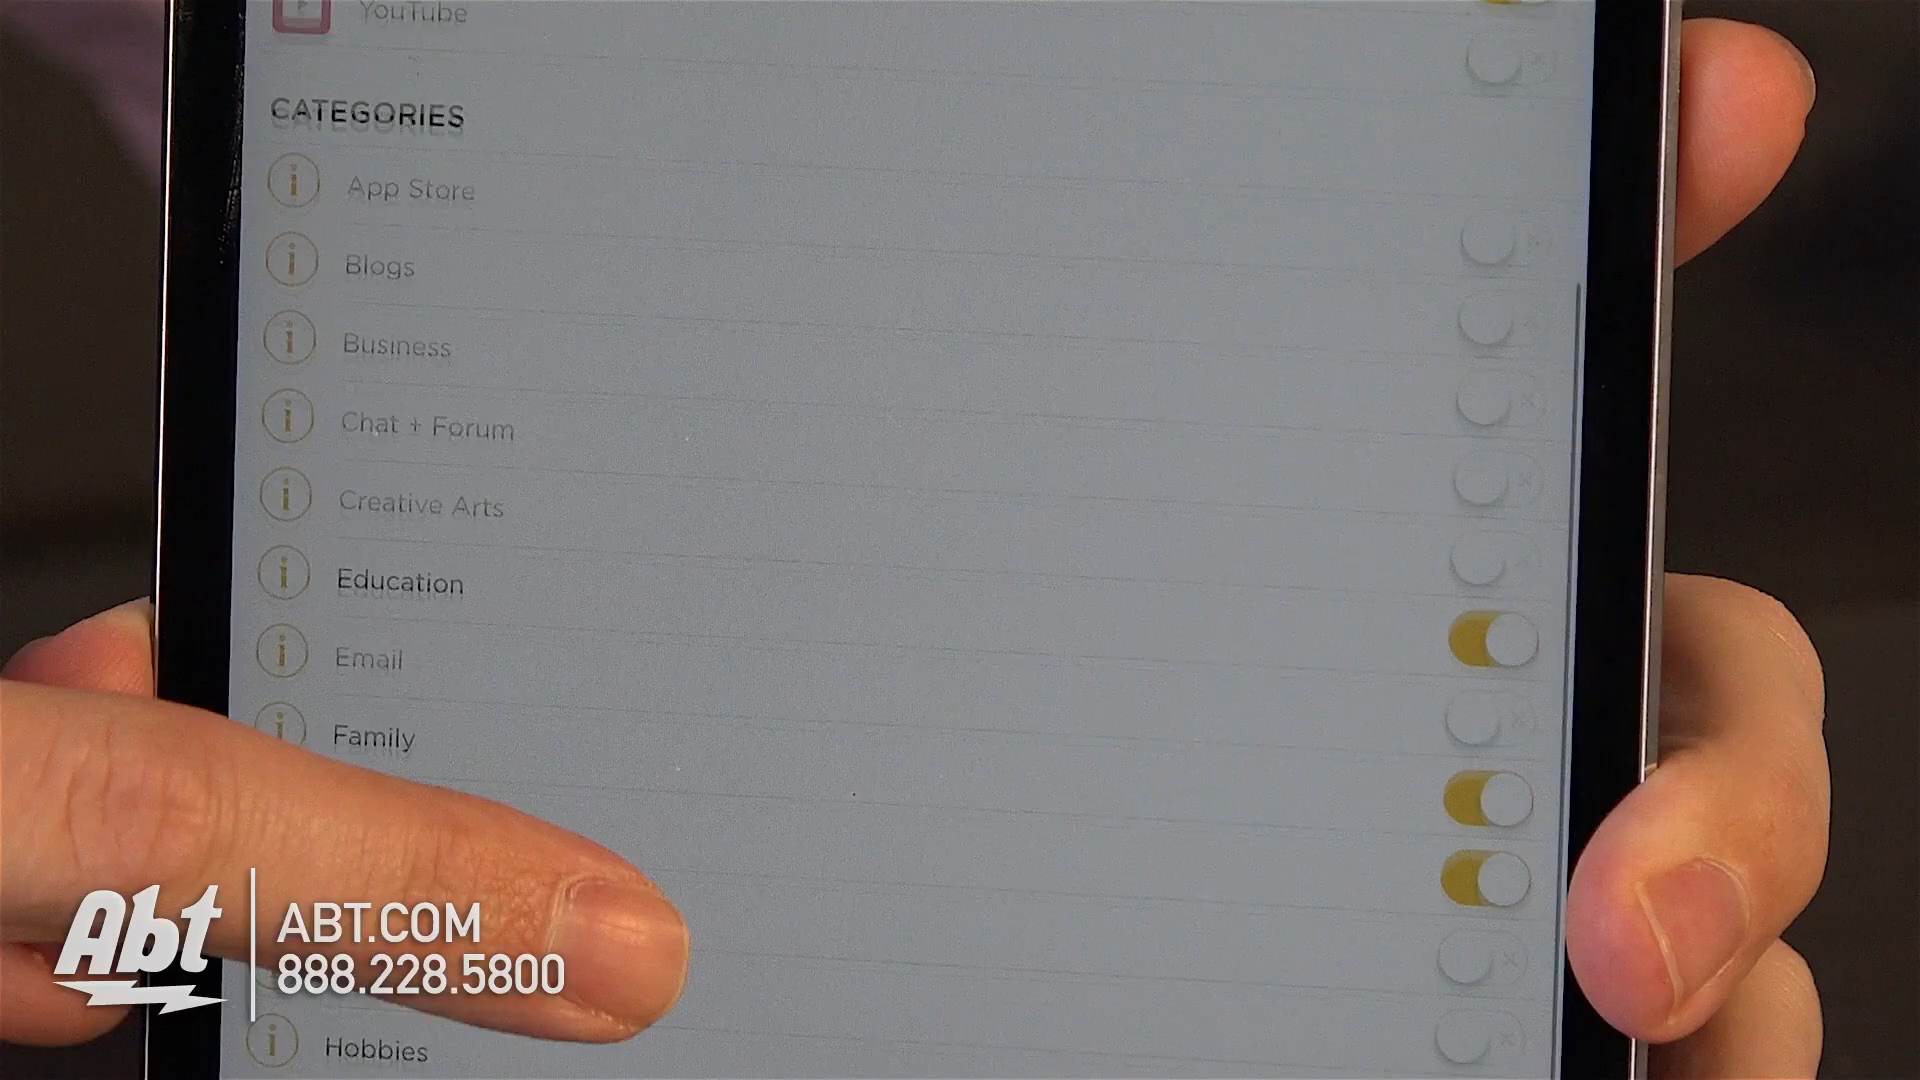 YouTube
CATEGORIES
App Store
Blogs
Business
Chat + Forum
Creative Arts
Education
Email
Family
Hobbies
Abt
ABT.COM
888.228.5800